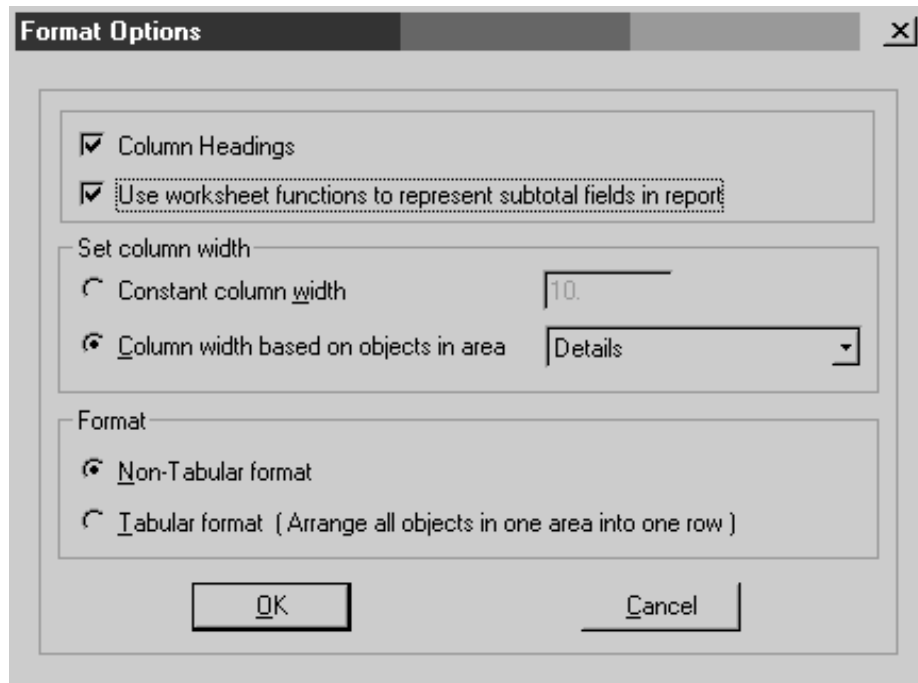 Format Options
Column Headings
Use worksheet functions to represent subtotal fields in report
Set column width
Constant column width 10.
Column width based on objects in area Details
Format
Non-Tabular format
Tabular format ( Arrange all objects in one area into one row )
OK Cancel